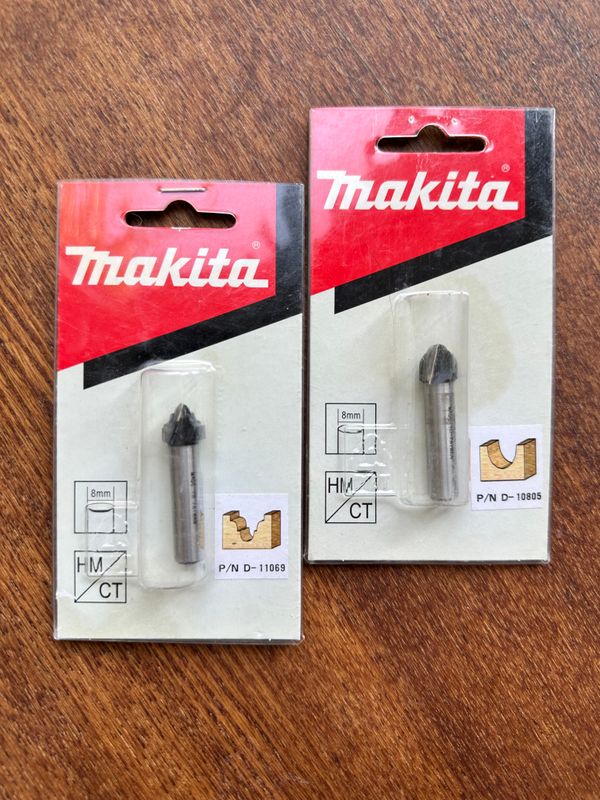 makita®
8mm
HM
CT
P/N D-11069
makita®
8mm
HM
CT
P/N D-10805